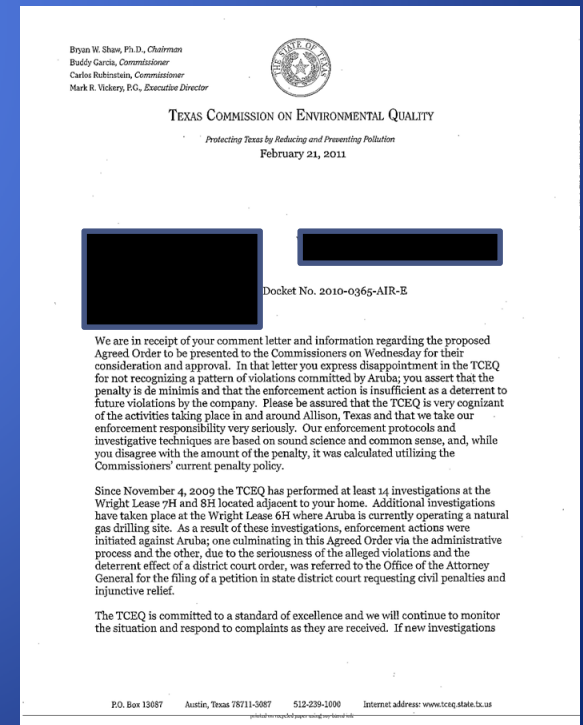 Bryan W. Shaw, Ph.D., Chairman
Buddy Garcia, Commissioner
Carlos Rubinstein, Commissioner
Mark R. Vickery, P.G., Executive Director
THE STATE OF TEXAS
TEXAS COMMISSION ON ENVIRONMENTAL QUALITY
Protecting Texas by Reducing and Preventing Pollution
February 21, 2011
Docket No. 2010-0365-AIR-E
We are in receipt of your comment letter and information regarding the proposed
Agreed Order to be presented to the Commissioners on Wednesday for their
consideration and approval. In that letter you express disappointment in the TCEQ
for not recognizing a pattern of violations committed by Aruba; you assert that the
penalty is de minimis and that the enforcement action is insufficient as a deterrent to
future violations by the company. Please be assured that the TCEQ is very cognizant
of the activities taking place in and around Allison, Texas and that we take our
enforcement responsibility very seriously. Our enforcement protocols and
investigative techniques are based on sound science and common sense, and, while
you disagree with the amount of the penalty, it was calculated utilizing the
Commissioners' current penalty policy.
Since November 4, 2009 the TCEQ has performed at least 14 investigations at the
Wright Lease 7H and 8H located adjacent to your home. Additional investigations
have taken place at the Wright Lease 6H where Aruba is currently operating a natural
gas drilling site. As a result of these investigations, enforcement actions were
initiated against Aruba; one culminating in this Agreed Order via the administrative
process and the other, due to the seriousness of the alleged violations and the
deterrent effect of a district court order, was referred to the Office of the Attorney
General for the filing of a petition in state district court requesting civil penalties and
injunctive relief.
The TCEQ is committed to a standard of excellence and we will continue to monitor
the situation and respond to complaints as they are received. If new investigations
P.O. Box 13087 Austin, Texas 78711-3087 512-239-1000 Internet address: www.tceq.state.tx.us
printed on recycled paper using soy-based ink